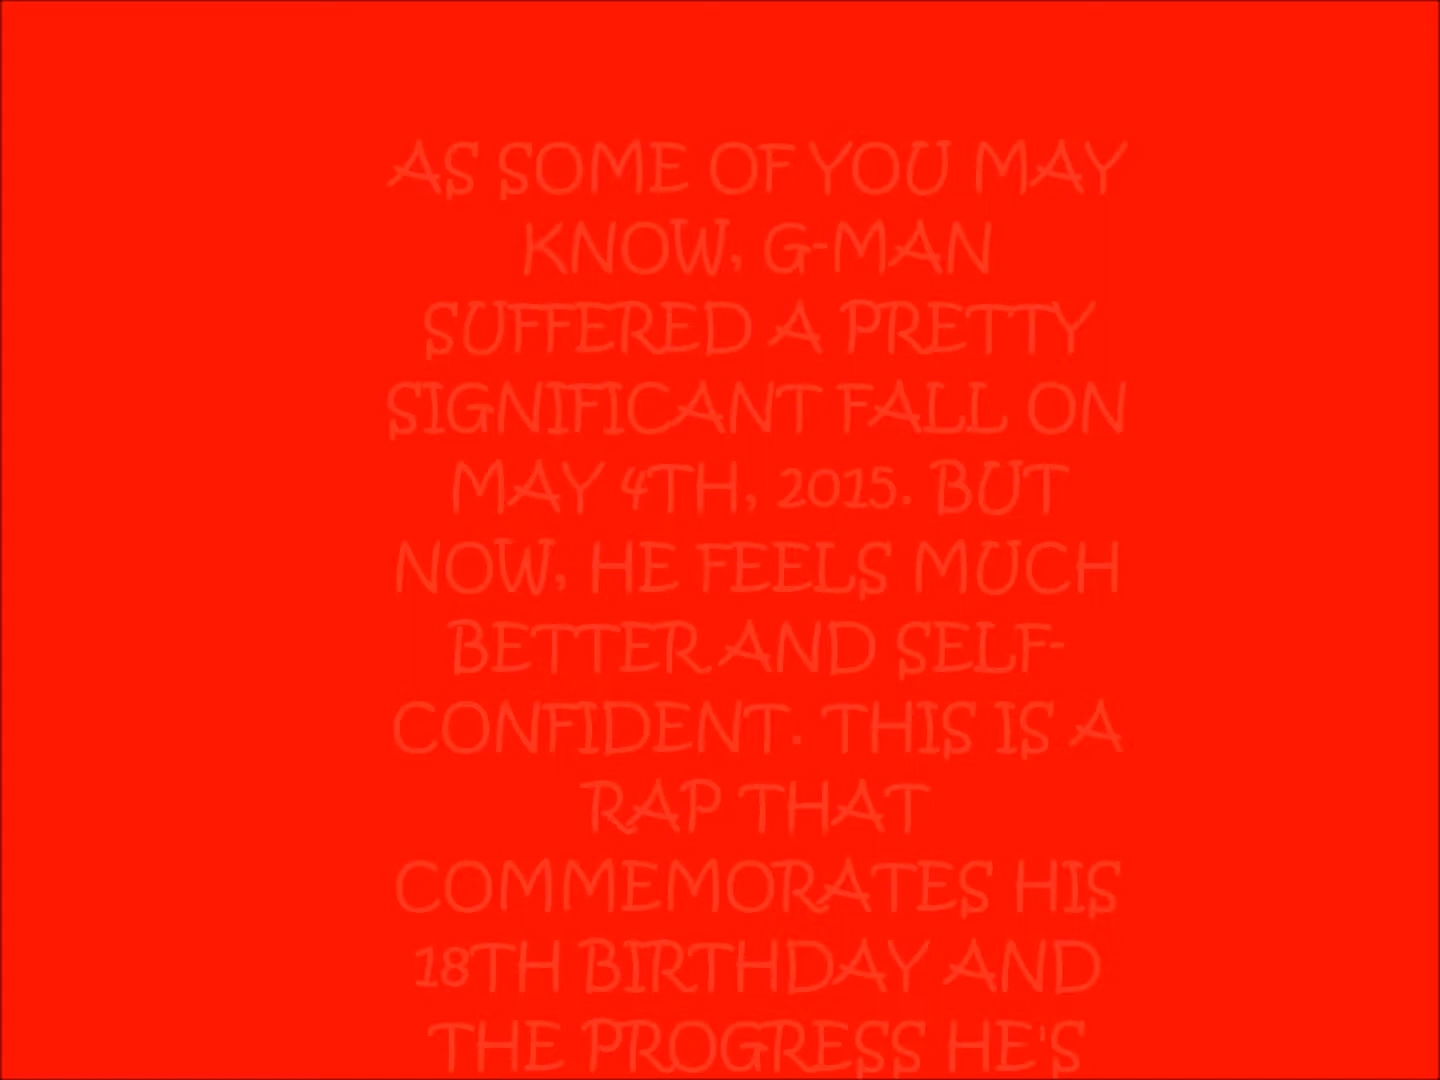 AS SOME OF YOU MAY
KNOW, G-MAN
SUFFERED A PRETTY
SIGNIFICANT FALL ON
MAY 4TH, 2015. BUT
NOW, HE FEELS MUCH
BETTER AND SELF-
CONFIDENT. THIS IS A
RAP THAT
COMMEMORATES HIS
18TH BIRTHDAY AND
THE PROGRESS HE'S